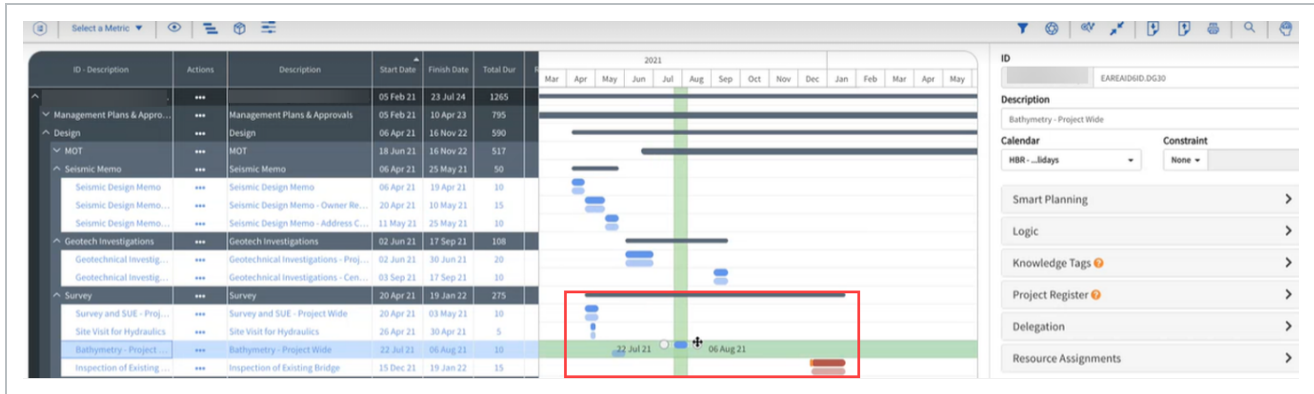 Select a Metric
ID - Description Actions Description Start Date Finish Date Total Dur
2021
Mar Apr May Jun Jul Aug Sep Oct Nov Dec Jan Feb Mar Apr May
05 Feb 21 23 Jul 24 1265
Management Plans & Appro... ••• Management Plans & Approvals 05 Feb 21 10 Apr 23 795
Design ••• Design 06 Apr 21 16 Nov 22 590
MOT ••• MOT 18 Jun 21 16 Nov 22 517
Seismic Memo ••• Seismic Memo 06 Apr 21 25 May 21 50
Seismic Design Memo ••• Seismic Design Memo 06 Apr 21 19 Apr 21 10
Seismic Design Memo... ••• Seismic Design Memo - Owner Re... 20 Apr 21 10 May 21 15
Seismic Design Memo... ••• Seismic Design Memo - Address C... 11 May 21 25 May 21 10
Geotech Investigations ••• Geotech Investigations 02 Jun 21 17 Sep 21 108
Geotechnical Investig... ••• Geotechnical Investigations - Proj... 02 Jun 21 30 Jun 21 20
Geotechnical Investig... ••• Geotechnical Investigations - Cen... 03 Sep 21 17 Sep 21 10
Survey ••• Survey 20 Apr 21 19 Jan 22 275
Survey and SUE - Proj... ••• Survey and SUE - Project Wide 20 Apr 21 03 May 21 10
Site Visit for Hydraulics ••• Site Visit for Hydraulics 26 Apr 21 30 Apr 21 5
Bathymetry - Project ... ••• Bathymetry - Project Wide 22 Jul 21 06 Aug 21 10 22 Jul 21 06 Aug 21
Inspection of Existing ... ••• Inspection of Existing Bridge 15 Dec 21 19 Jan 22 15
ID
EAREAID6ID.DG30
Description
Bathymetry - Project Wide
Calendar Constraint
HBR - ...lidays None
Smart Planning
Logic
Knowledge Tags
Project Register
Delegation
Resource Assignments